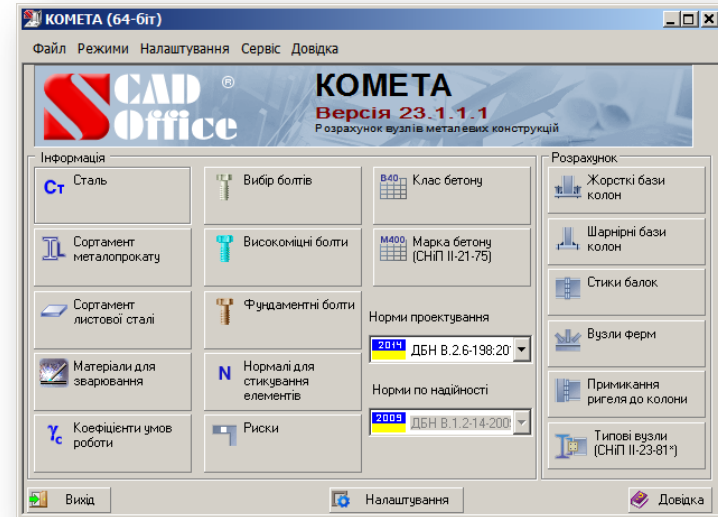 КОМЕТА (64-біт)
Файл Режими Налаштування Сервіс Довідка
SCAD ®
Office
КОМЕТА
Версія 23.1.1.1
Розрахунок вузлів металевих конструкцій
Інформація
Ст Сталь
Сортамент
металопрокату
Сортамент
листової сталі
Матеріали для
зварювання
γc Коефіцієнти умов
роботи
Вибір болтів
Високоміцні болти
Фундаментні болти
N Нормалі для
стикування
елементів
Риски
B40 Клас бетону
M400 Марка бетону
(СНіП II-21-75)
Норми проектування
2014 ДБН В.2.6-198:20
Норми по надійності
2009 ДБН В.1.2-14-200
Розрахунок
Жорсткі бази
колон
Шарнірні бази
колон
Стики балок
Вузли ферм
Примикання
ригеля до колони
Типові вузли
(СНіП II-23-81*)
Вихід
Налаштування
Довідка